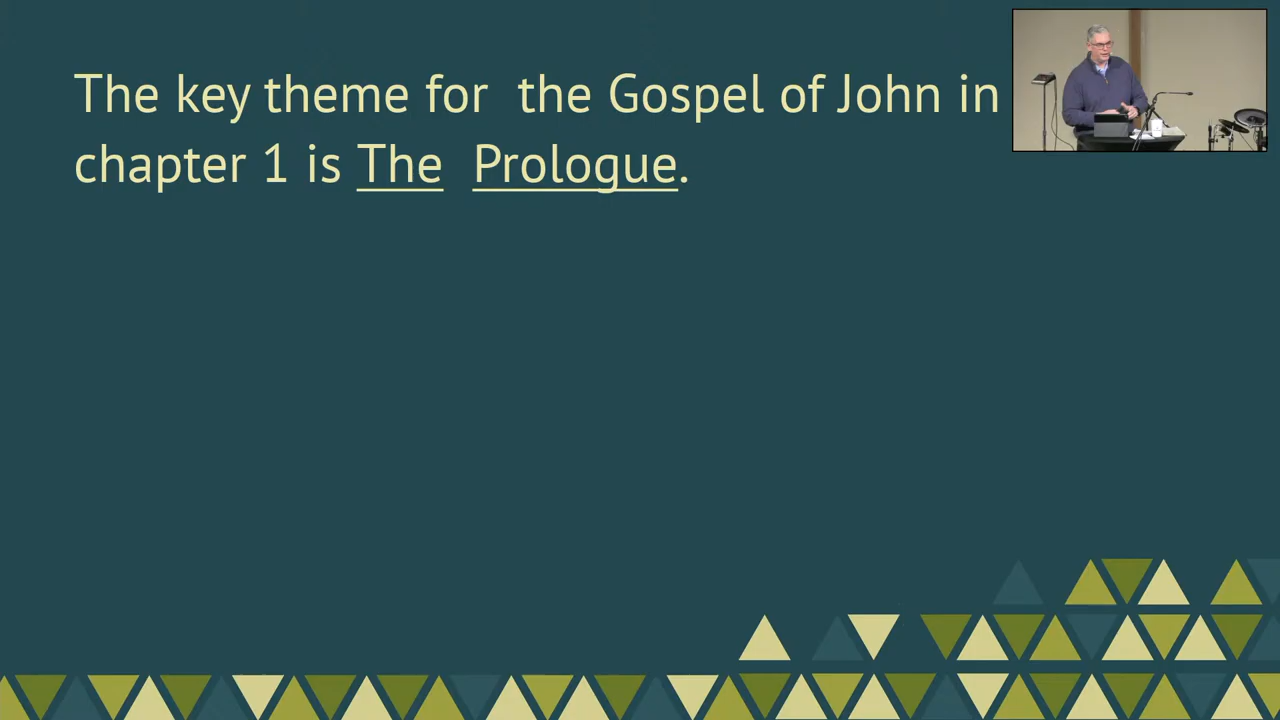 The key theme for the Gospel of John in
chapter 1 is The Prologue.